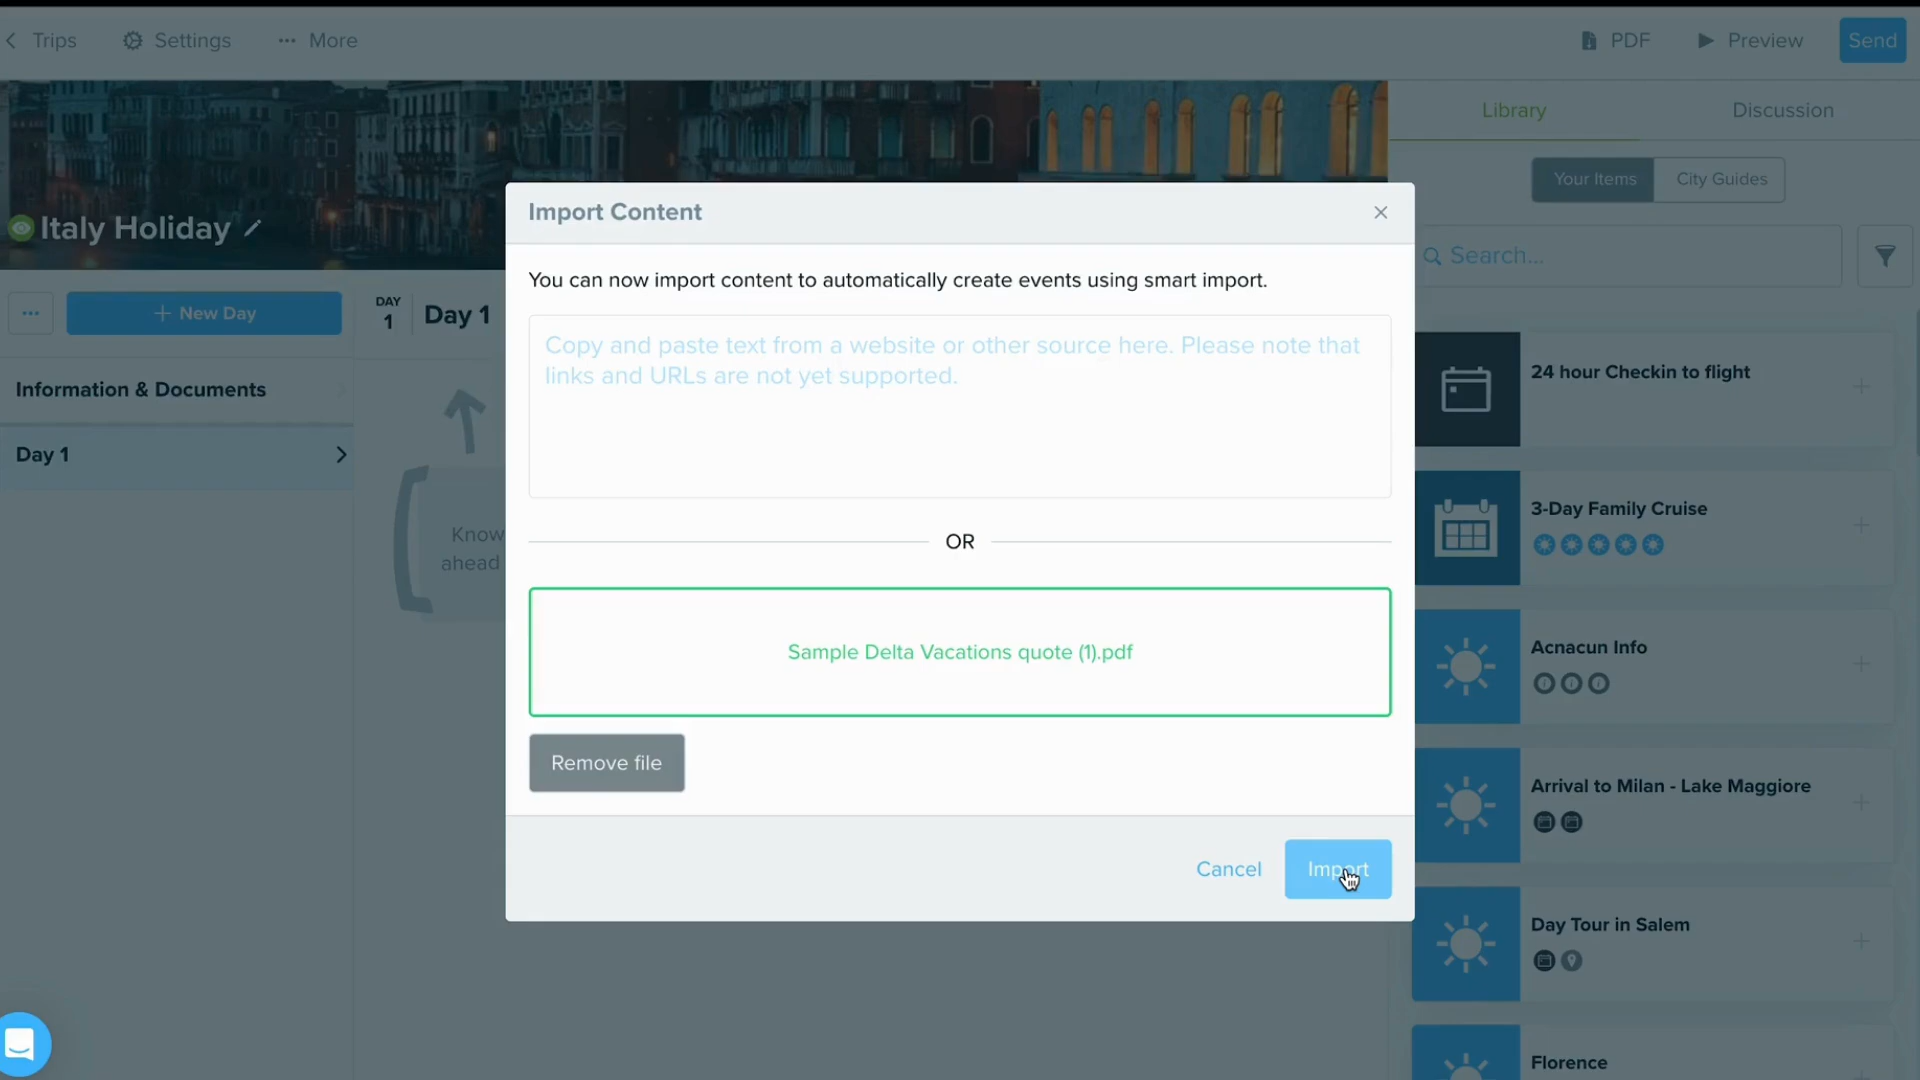 Trips
Settings
More
PDF
Preview
Send
Italy Holiday
Library
Discussion
Your Items
City Guides
Search...
New Day
DAY
1
Day 1
Information & Documents
Day 1
Know
ahead
Import Content
You can now import content to automatically create events using smart import.
Copy and paste text from a website or other source here. Please note that
links and URLs are not yet supported.
OR
Sample Delta Vacations quote (1).pdf
Remove file
Cancel
Import
24 hour Checkin to flight
3-Day Family Cruise
Acnacun Info
Arrival to Milan - Lake Maggiore
Day Tour in Salem
Florence